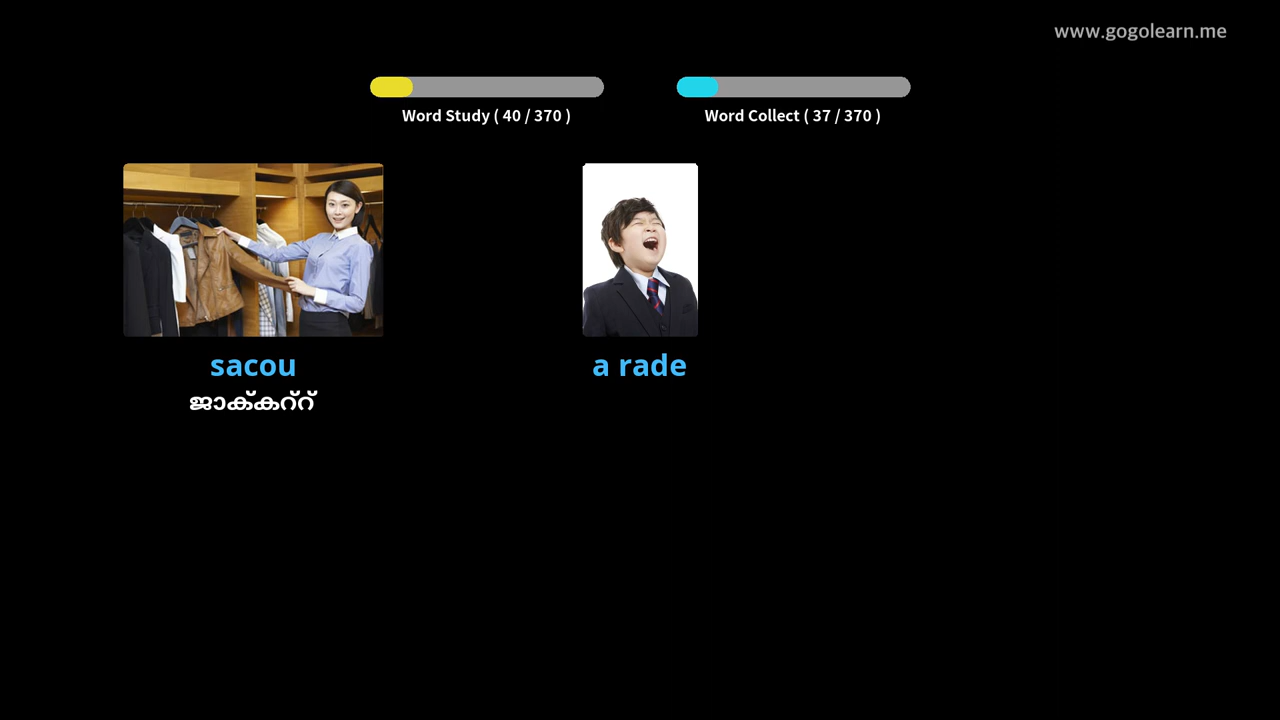 www.gogolearn.me
Word Study ( 40 / 370 )
Word Collect ( 37 / 370 )
sacou
ജാക്കറ്റ്
a rade